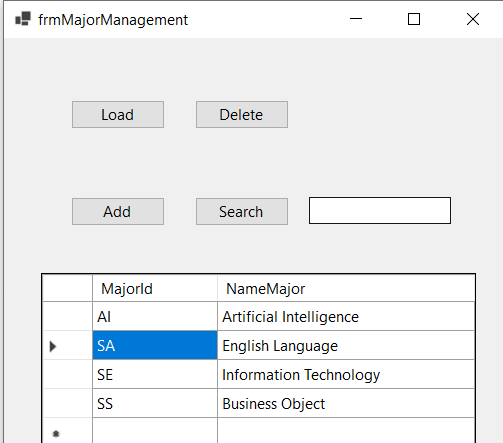 frmMajorManagement
Load Delete
Add Search
MajorId NameMajor
AI Artificial Intelligence
SA English Language
SE Information Technology
SS Business Object